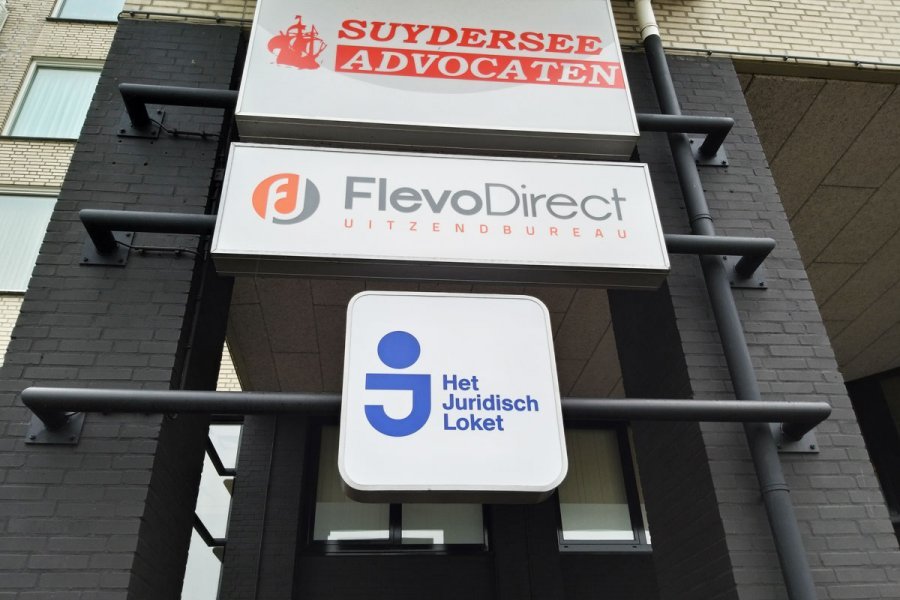 SUYDERSEE
ADVOCATEN
FlevoDirect
UITZENDBUREAU
Het
Juridisch
Loket